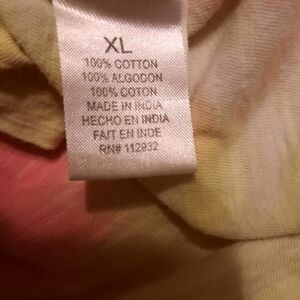 XL
100% COTTON
100% ALGODON
100% COTON
MADE IN INDIA
HECHO EN INDIA
FAIT EN INDE
RN# 112932